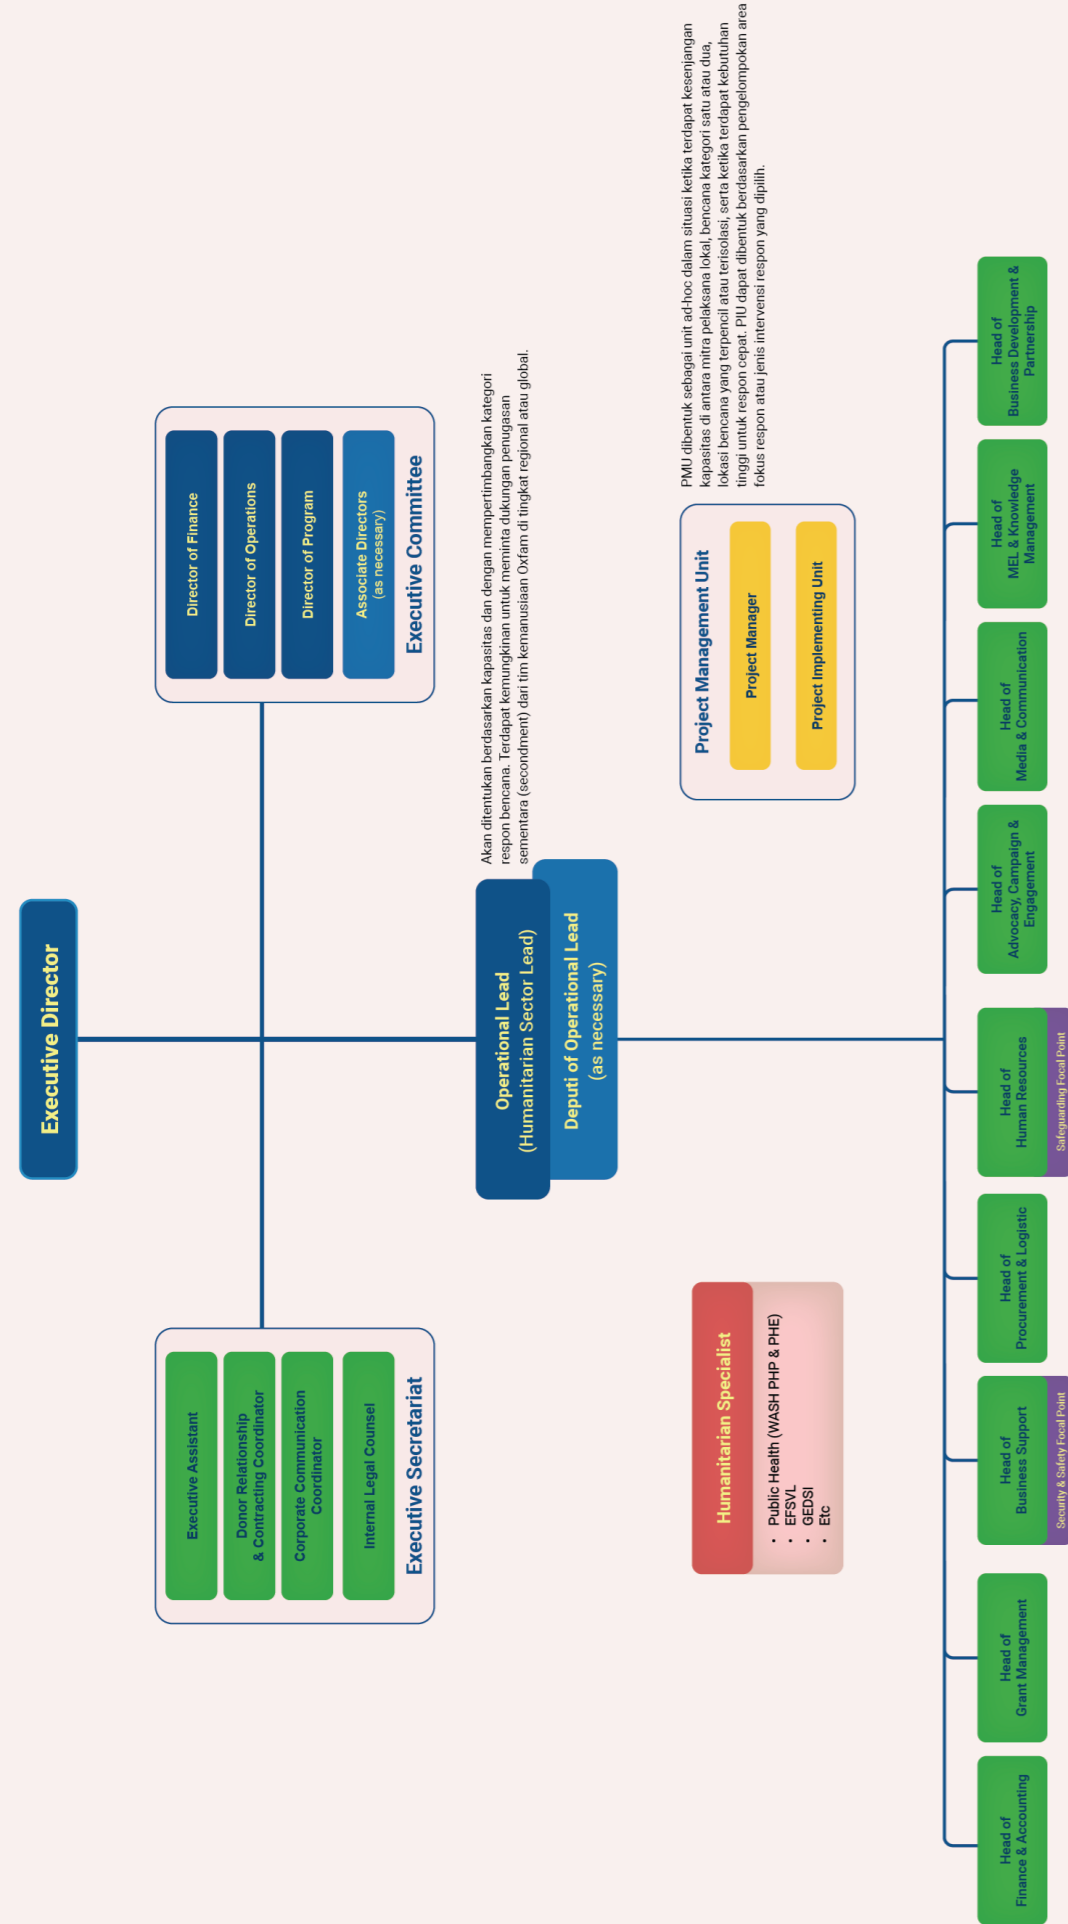 Executive Director
Executive Assistant
Donor Relationship
& Contracting Coordinator
Corporate Communication
Coordinator
Internal Legal Counsel
Executive Secretariat
Director of Finance
Director of Operations
Director of Program
Associate Directors
(as necessary)
Executive Committee
Operational Lead
(Humanitarian Sector Lead)
Deputi of Operational Lead
(as necessary)
Akan ditentukan berdasarkan kapasitas dan dengan mempertimbangkan kategori
respon bencana. Terdapat kemungkinan untuk meminta dukungan penugasan
sementara (secondment) dari tim kemanusiaan Oxfam di tingkat regional atau global.
Humanitarian Specialist
• Public Health (WASH PHP & PHE)
• EFSVL
• GEDSI
• Etc
Project Management Unit
Project Manager
Project Implementing Unit
PMU dibentuk sebagai unit ad-hoc dalam situasi ketika terdapat kesenjangan
kapasitas di antara mitra pelaksana lokal, bencana kategori satu atau dua,
lokasi bencana yang terpencil atau terisolasi, serta ketika terdapat kebutuhan
tinggi untuk respon cepat. PIU dapat dibentuk berdasarkan pengelompokan area
fokus respon atau jenis intervensi respon yang dipilih.
Head of
Finance & Accounting
Head of
Grant Management
Head of
Business Support
Security & Safety Focal Point
Head of
Procurement & Logistic
Head of
Human Resources
Safeguarding Focal Point
Head of
Advocacy, Campaign &
Engagement
Head of
Media & Communication
Head of
MEL & Knowledge
Management
Head of
Business Development &
Partnership